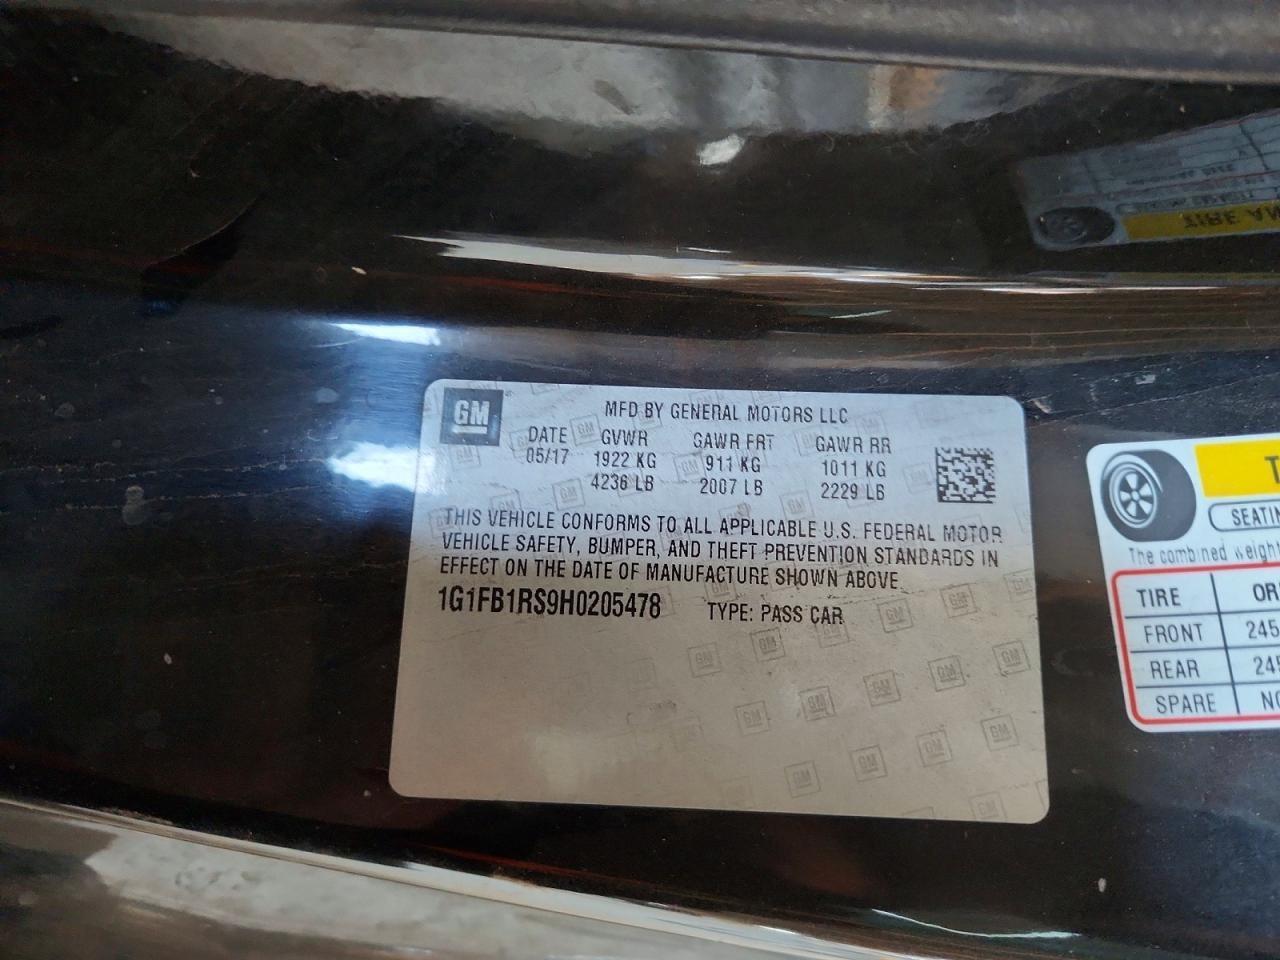 GM
MFD BY GENERAL MOTORS LLC
DATE GVWR GAWR FRT GAWR RR
05/17 1922 KG 911 KG 1011 KG
4236 LB 2007 LB 2229 LB
THIS VEHICLE CONFORMS TO ALL APPLICABLE U.S. FEDERAL MOTOR
VEHICLE SAFETY, BUMPER, AND THEFT PREVENTION STANDARDS IN
EFFECT ON THE DATE OF MANUFACTURE SHOWN ABOVE.
1G1FB1RS9H0205478 TYPE: PASS CAR
The combined
TIRE
FRONT 245
REAR
SPARE